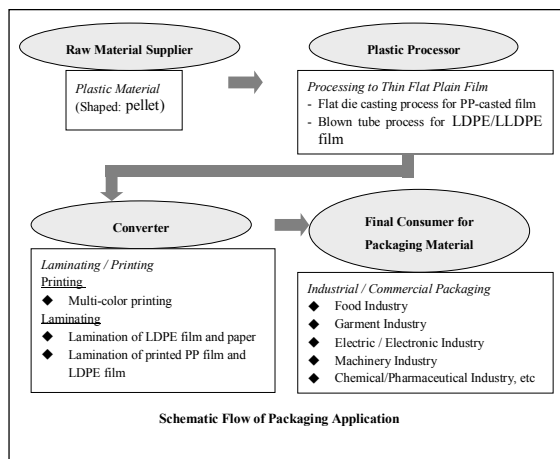 Raw Material Supplier
Plastic Material
(Shaped: pellet)
Plastic Processor
Processing to Thin Flat Plain Film
- Flat die casting process for PP-casted film
- Blown tube process for LDPE/LLDPE
film
Converter
Laminating / Printing
Printing
◆ Multi-color printing
Laminating
◆ Lamination of LDPE film and paper
◆ Lamination of printed PP film and
LDPE film
Final Consumer for
Packaging Material
Industrial / Commercial Packaging
◆ Food Industry
◆ Garment Industry
◆ Electric / Electronic Industry
◆ Machinery Industry
◆ Chemical/Pharmaceutical Industry, etc
Schematic Flow of Packaging Application